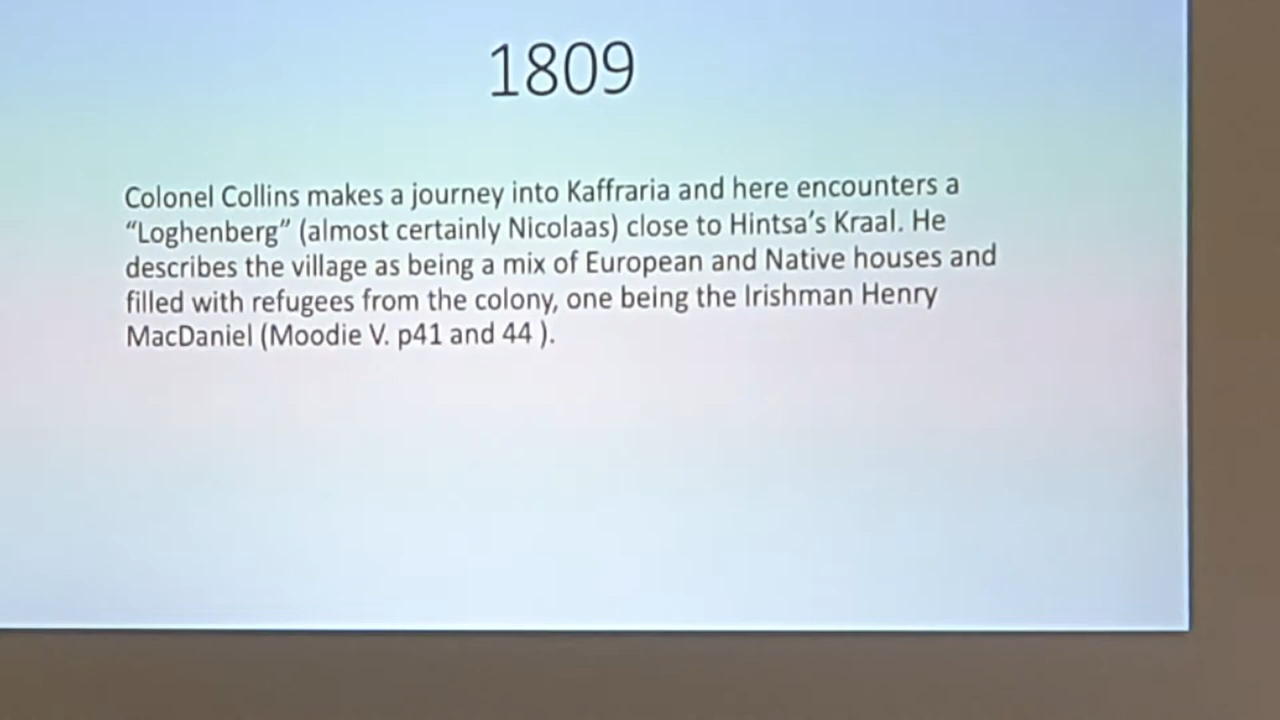 1809
Colonel Collins makes a journey into Kaffraria and here encounters a
“Loghenberg” (almost certainly Nicolaas) close to Hintsa’s Kraal. He
describes the village as being a mix of European and Native houses and
filled with refugees from the colony, one being the Irishman Henry
MacDaniel (Moodie V. p41 and 44 ).